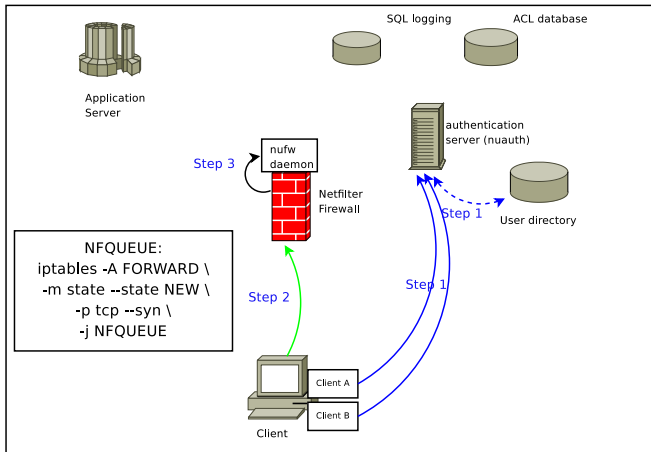 SQL logging
ACL database
Application
Server
nufw
daemon
Step 3
authentication
server (nuauth)
Netfilter
Firewall
Step 1
User directory
NFQUEUE:
iptables -A FORWARD \
-m state --state NEW \
-p tcp --syn \
-j NFQUEUE
Step 2
Step 1
Client A
Client B
Client